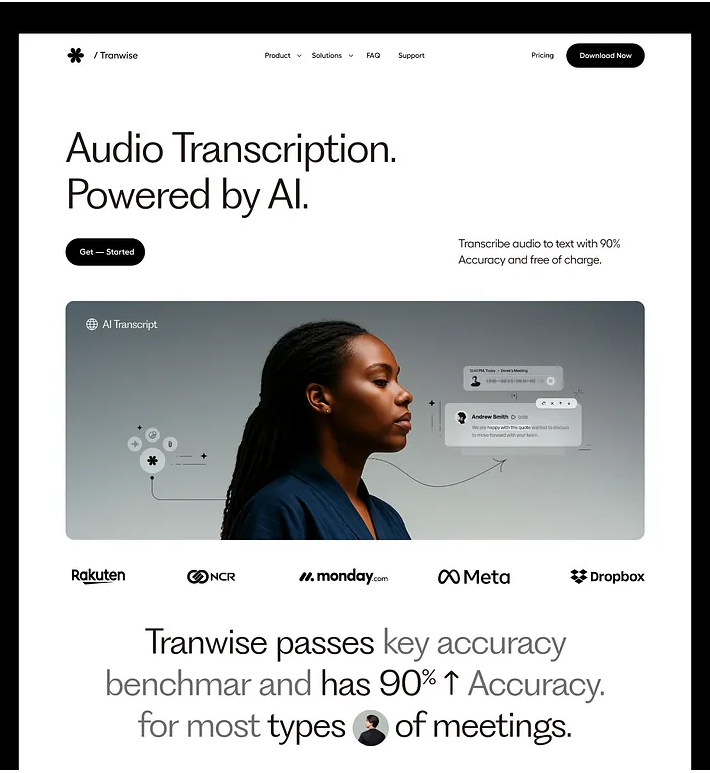 / Tranwise
Product Solutions FAQ Support
Pricing
Download Now
Audio Transcription.
Powered by AI.
Get — Started
Transcribe audio to text with 90%
Accuracy and free of charge.
AI Transcript
12:40 PM, Today – Derek's Meeting
Andrew Smith 0:08
We are happy with the quote wanted to discuss
to move forward with your team.
Rakuten
NCR
monday.com
Meta
Dropbox
Tranwise passes key accuracy
benchmar and has 90% ↑ Accuracy.
for most types of meetings.